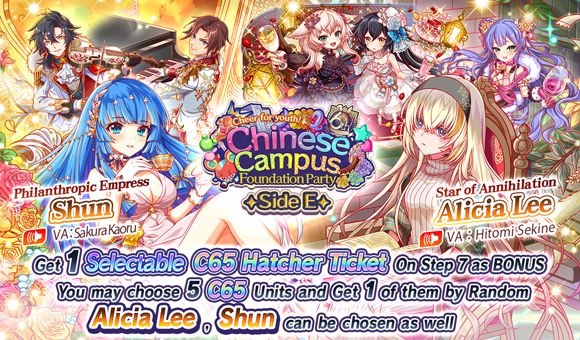 Cheer for youth!
Chinese
Campus
Foundation Party
Side E
Philanthropic Empress
Shun
VA : Sakura Kaoru
Star of Annihilation
Alicia Lee
VA : Hitomi Sekine
Get 1 Selectable C65 Hatcher Ticket On Step 7 as BONUS
You may choose 5 C65 Units and Get 1 of them by Random
Alicia Lee , Shun can be chosen as well